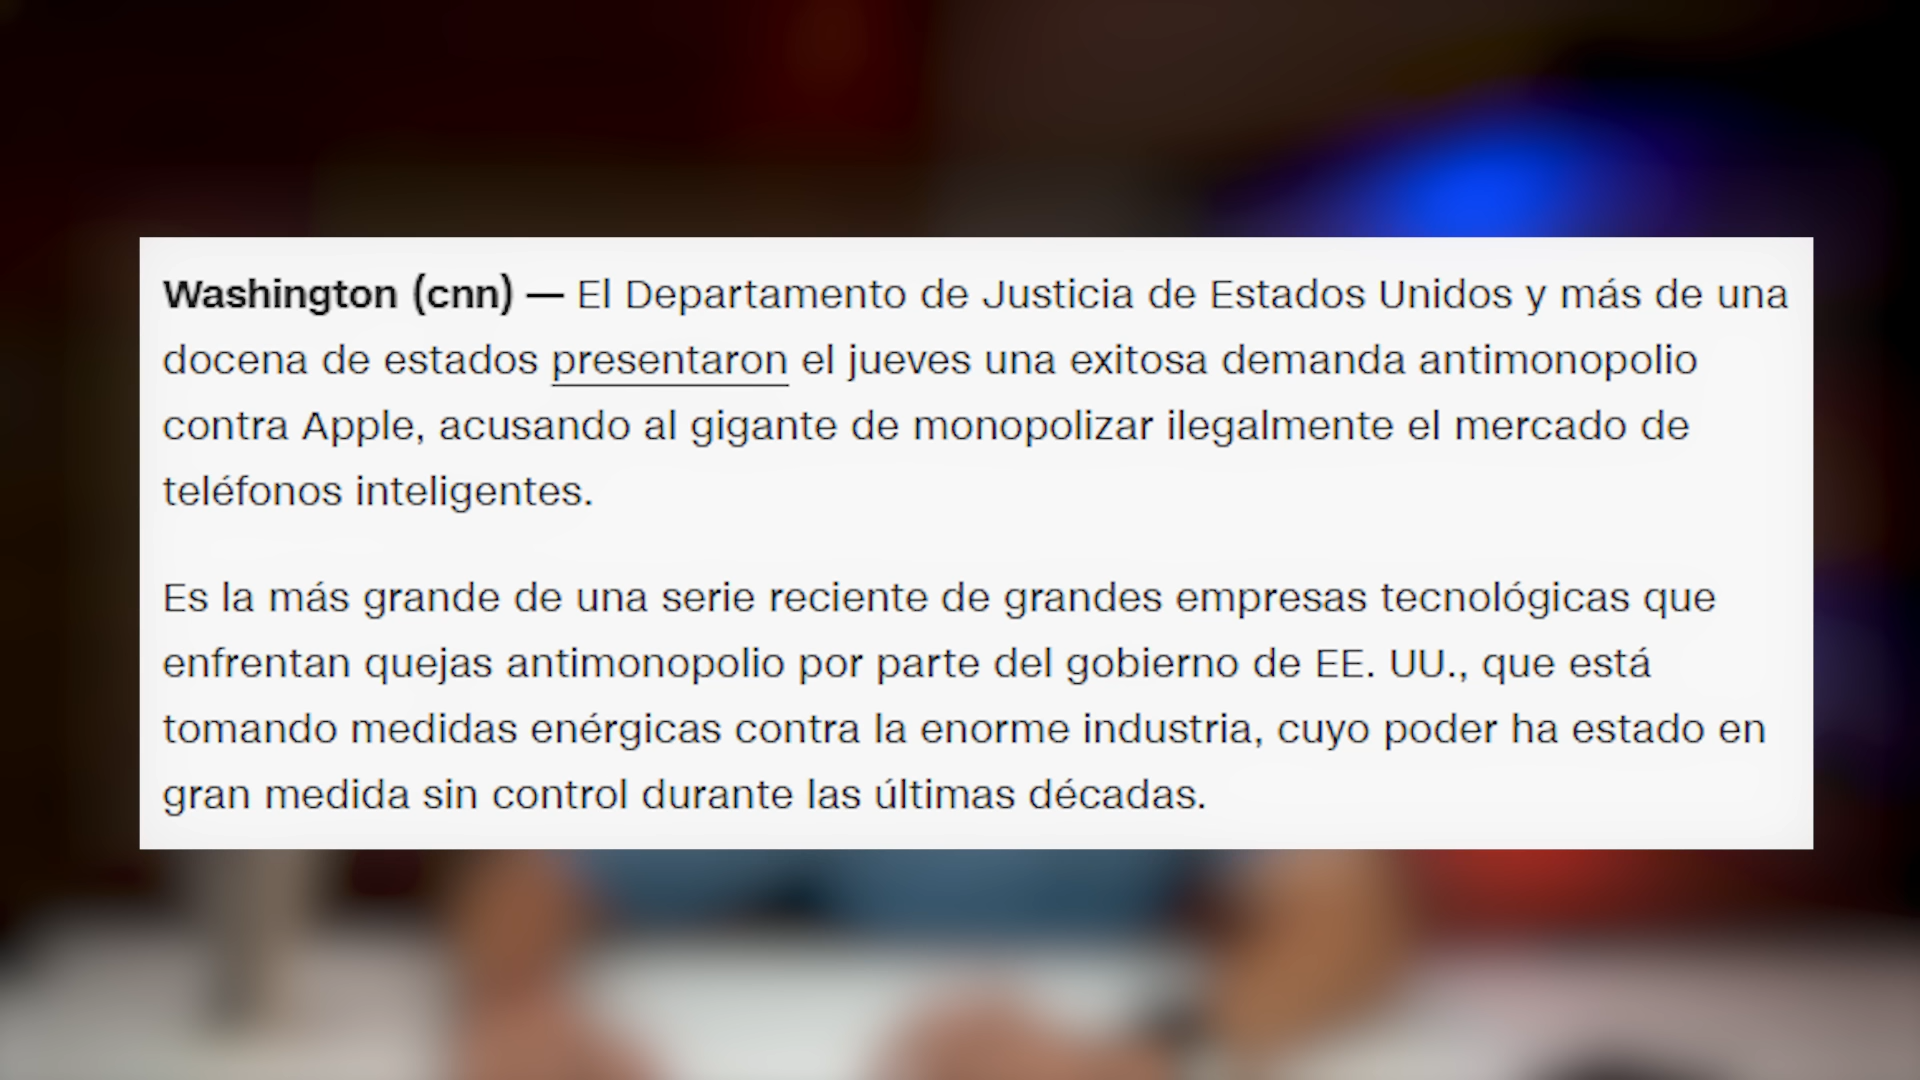 Washington (cnn) — El Departamento de Justicia de Estados Unidos y más de una
docena de estados presentaron el jueves una exitosa demanda antimonopolio
contra Apple, acusando al gigante de monopolizar ilegalmente el mercado de
teléfonos inteligentes.
Es la más grande de una serie reciente de grandes empresas tecnológicas que
enfrentan quejas antimonopolio por parte del gobierno de EE. UU., que está
tomando medidas enérgicas contra la enorme industria, cuyo poder ha estado en
gran medida sin control durante las últimas décadas.